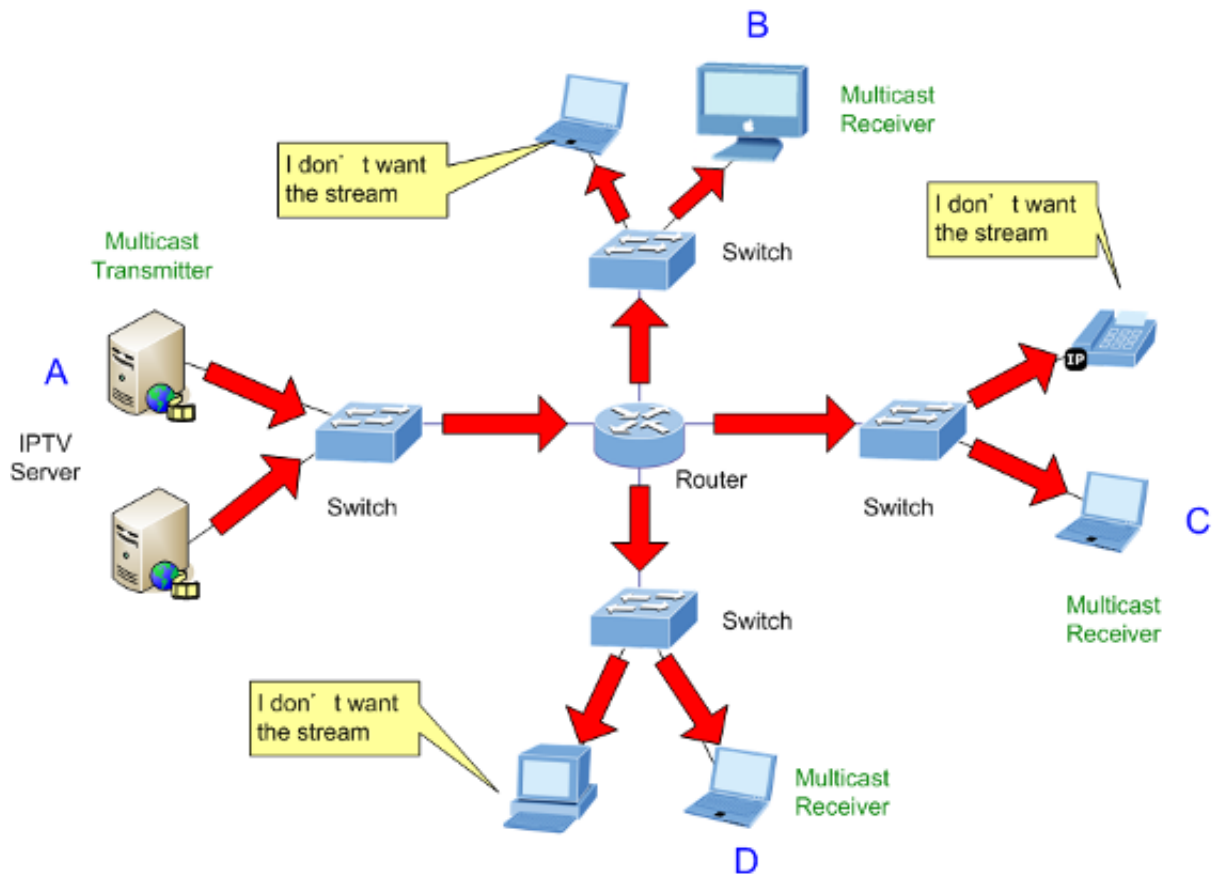 B
Multicast
Receiver
I don’ t want
the stream
I don’ t want
the stream
Switch
Multicast
Transmitter
A
IP
IPTV
Server
Router
Switch
Switch
C
Switch
Multicast
Receiver
I don’ t want
the stream
Multicast
Receiver
D